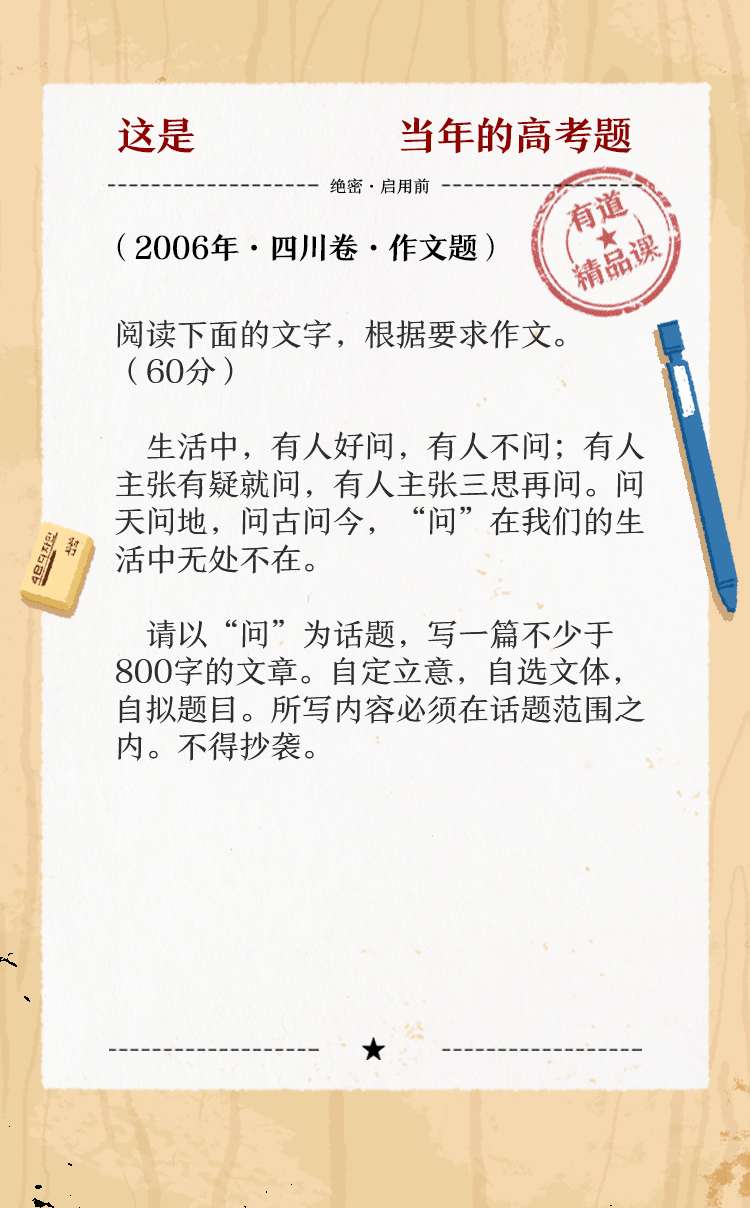 这是 当年的高考题
绝密·启用前
有道
精品课
（2006年·四川卷·作文题）
阅读下面的文字，根据要求作文。
（60分）
生活中，有人好问，有人不问；有人
主张有疑就问，有人主张三思再问。问
天问地，问古问今，“问”在我们的生
活中无处不在。
请以“问”为话题，写一篇不少于
800字的文章。自定立意，自选文体，
自拟题目。所写内容必须在话题范围之
内。不得抄袭。